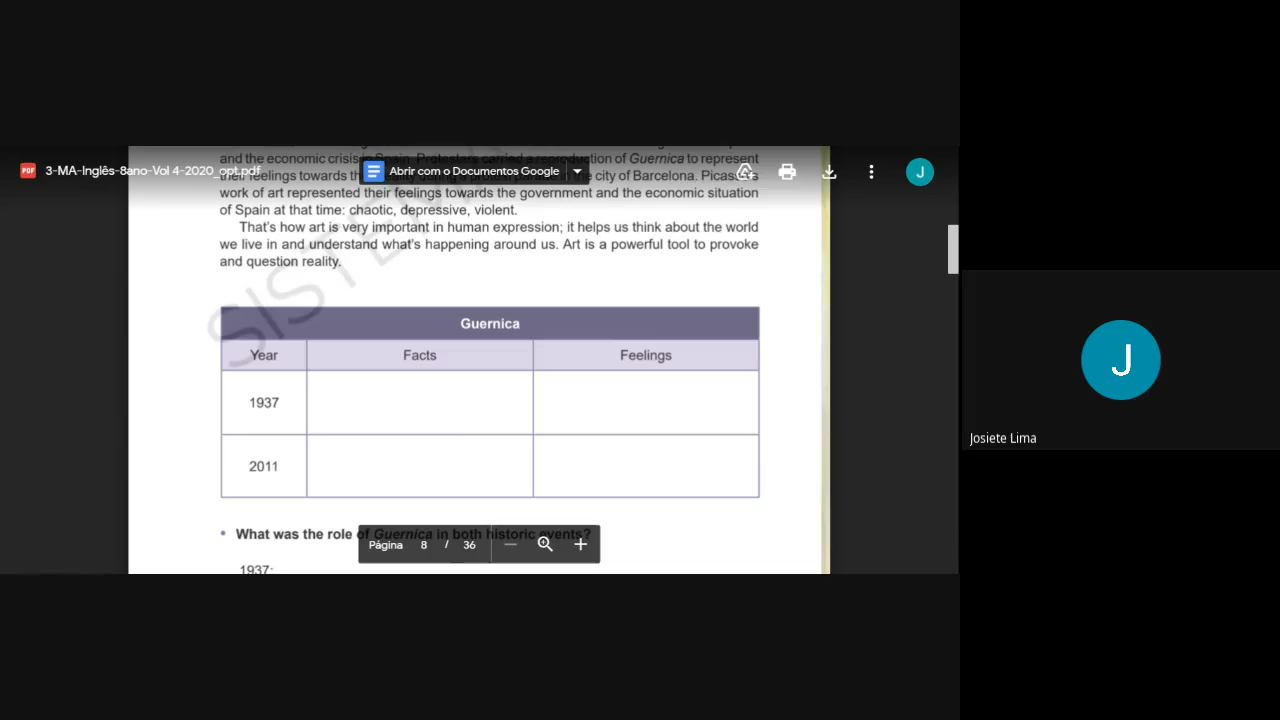 and the economic crisis in Spain. Protesters carried a reproduction of Guernica to represent
3-MA-Inglês-8ano-Vol 4-2020_opt.pdf
Abrir com o Documentos Google
J
their feelings towards the city of Barcelona. Picasso's
work of art represented their feelings towards the government and the economic situation
of Spain at that time: chaotic, depressive, violent.
That's how art is very important in human expression; it helps us think about the world
we live in and understand what's happening around us. Art is a powerful tool to provoke
and question reality.
SISTEMA
Guernica
Year Facts Feelings
1937
2011
• What was the role of Guernica in both historic events?
Página 8 / 36
1937:
J
Josiete Lima